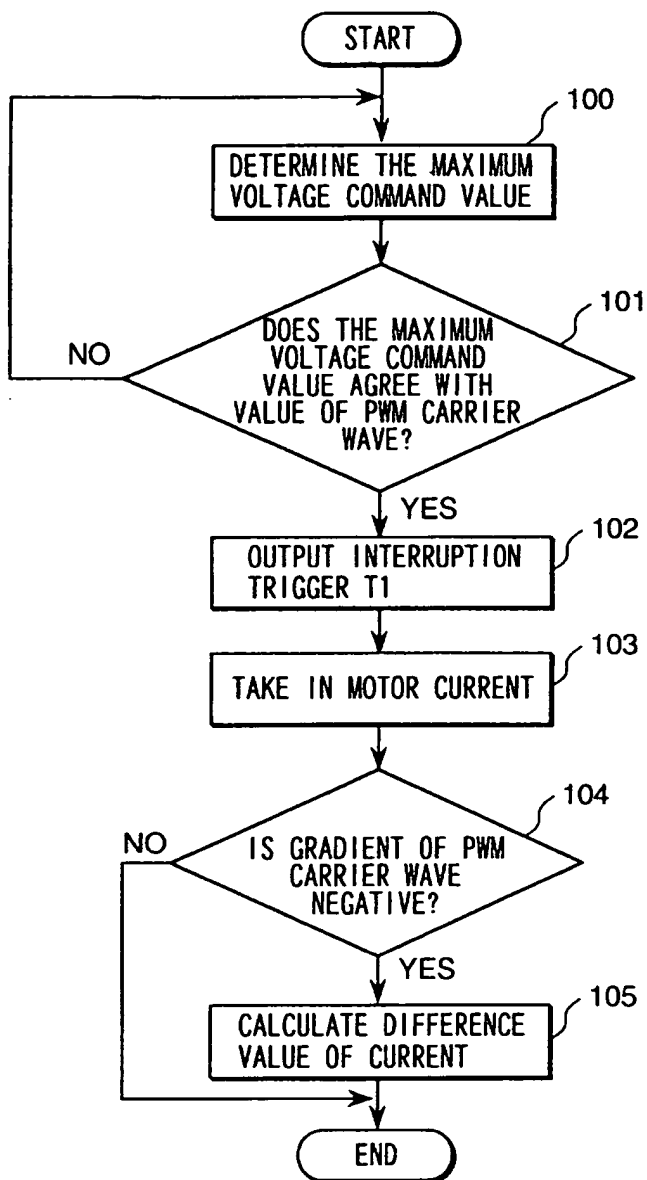 START
100
DETERMINE THE MAXIMUM
VOLTAGE COMMAND VALUE
101
DOES THE MAXIMUM
VOLTAGE COMMAND
VALUE AGREE WITH
VALUE OF PWM CARRIER
WAVE?
NO
YES
102
OUTPUT INTERRUPTION
TRIGGER T1
103
TAKE IN MOTOR CURRENT
104
NO
IS GRADIENT OF PWM
CARRIER WAVE
NEGATIVE?
YES
105
CALCULATE DIFFERENCE
VALUE OF CURRENT
END